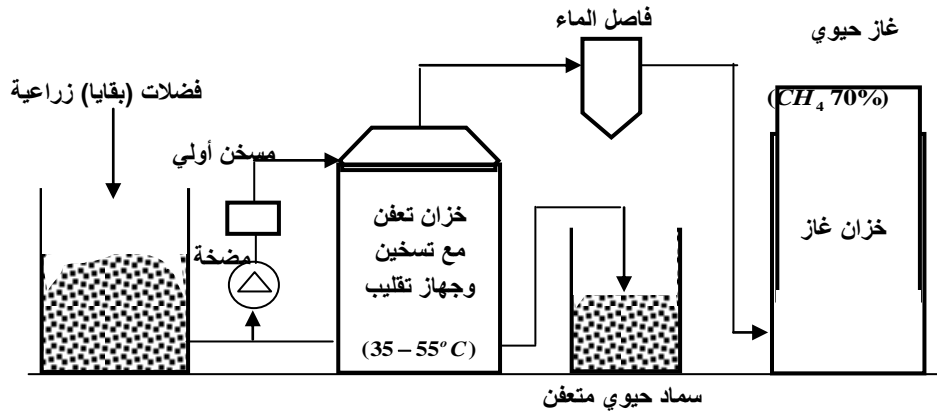 فاصل الماء
غاز حيوي
(CH₄ 70%)
فضلات (بقايا) زراعية
مسخن أولي
مضخة
خزان تعفن
مع تسخين
وجهاز تقليب
(35 – 55° C)
خزان غاز
سماد حيوي متعفن